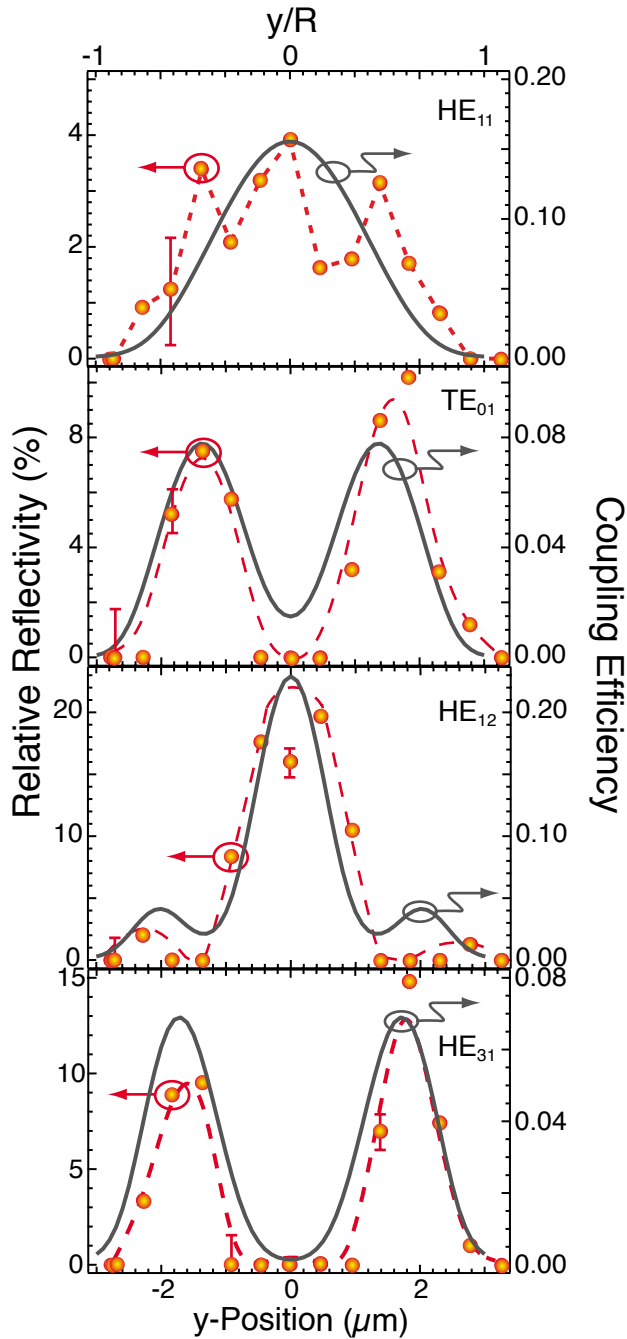 y/R
-1 0 1
HE11
4
2
0
0.20
0.10
0.00
TE01
8
4
0
0.08
0.04
0.00
HE12
20
10
0
0.20
0.10
0.00
HE31
15
10
5
0
0.08
0.04
0.00
-2 0 2
y-Position (µm)
Relative Reflectivity (%)
Coupling Efficiency